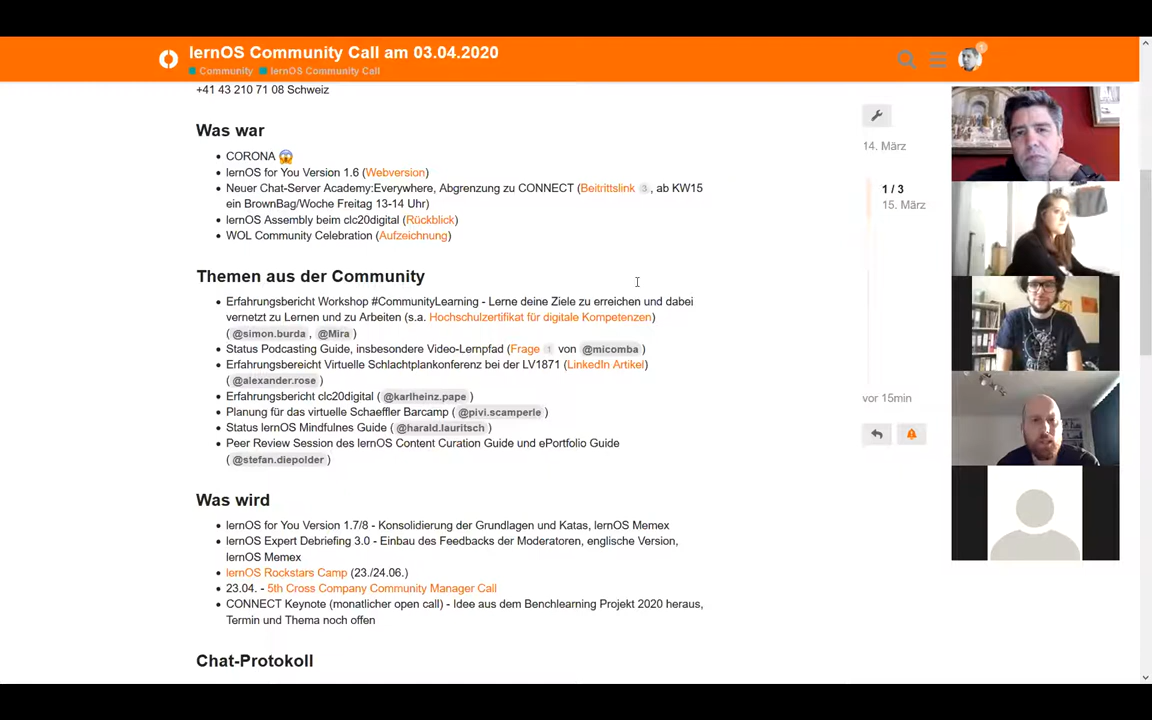 lernOS Community Call am 03.04.2020
Community lernOS Community Call
1
+41 43 210 71 08 Schweiz
Was war
CORONA 😱
lernOS for You Version 1.6 (Webversion)
Neuer Chat-Server Academy:Everywhere, Abgrenzung zu CONNECT (Beitrittslink 3, ab KW15
ein BrownBag/Woche Freitag 13-14 Uhr)
lernOS Assembly beim clc20digital (Rückblick)
WOL Community Celebration (Aufzeichnung)
Themen aus der Community
Erfahrungsbericht Workshop #CommunityLearning - Lerne deine Ziele zu erreichen und dabei
vernetzt zu Lernen und zu Arbeiten (s.a. Hochschulzertifikat für digitale Kompetenzen)
( @simon.burda , @Mira )
Status Podcasting Guide, insbesondere Video-Lernpfad (Frage 1 von @micomba )
Erfahrungsbereicht Virtuelle Schlachtplankonferenz bei der LV1871 (LinkedIn Artikel)
( @alexander.rose )
Erfahrungsbericht clc20digital ( @karlheinz.pape )
Planung für das virtuelle Schaeffler Barcamp ( @pivi.scamperle )
Status lernOS Mindfulnes Guide ( @harald.lauritsch )
Peer Review Session des lernOS Content Curation Guide und ePortfolio Guide
( @stefan.diepolder )
Was wird
lernOS for You Version 1.7/8 - Konsolidierung der Grundlagen und Katas, lernOS Memex
lernOS Expert Debriefing 3.0 - Einbau des Feedbacks der Moderatoren, englische Version,
lernOS Memex
lernOS Rockstars Camp (23./24.06.)
23.04. - 5th Cross Company Community Manager Call
CONNECT Keynote (monatlicher open call) - Idee aus dem Benchlearning Projekt 2020 heraus,
Termin und Thema noch offen
Chat-Protokoll
14. März
1 / 3
15. März
vor 15min